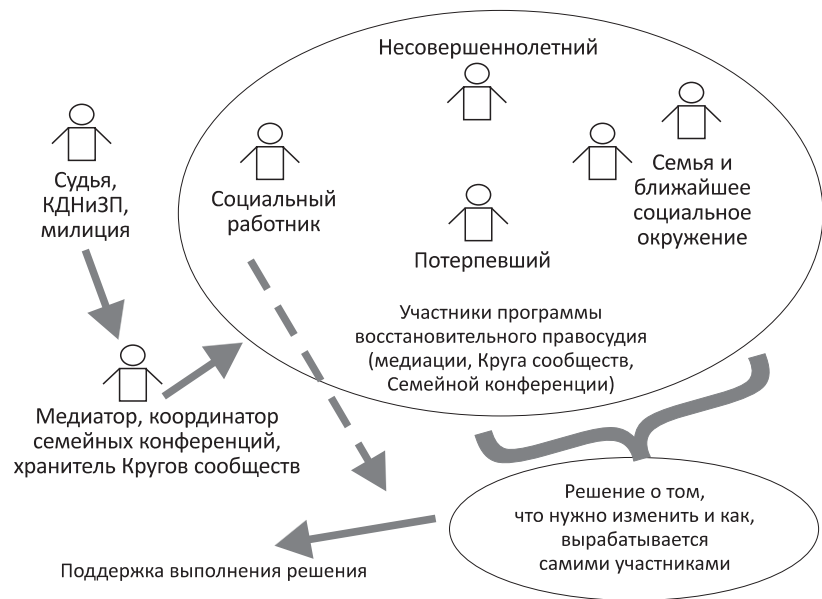 Несовершеннолетний
Судья,
КДНиЗП,
милиция
Социальный
работник
Семья и
ближайшее
социальное
окружение
Потерпевший
Участники программы
восстановительного правосудия
(медиации, Круга сообществ,
Семейной конференции)
Медиатор, координатор
семейных конференций,
хранитель Кругов сообществ
Решение о том,
что нужно изменить и как,
вырабатывается
самими участниками
Поддержка выполнения решения